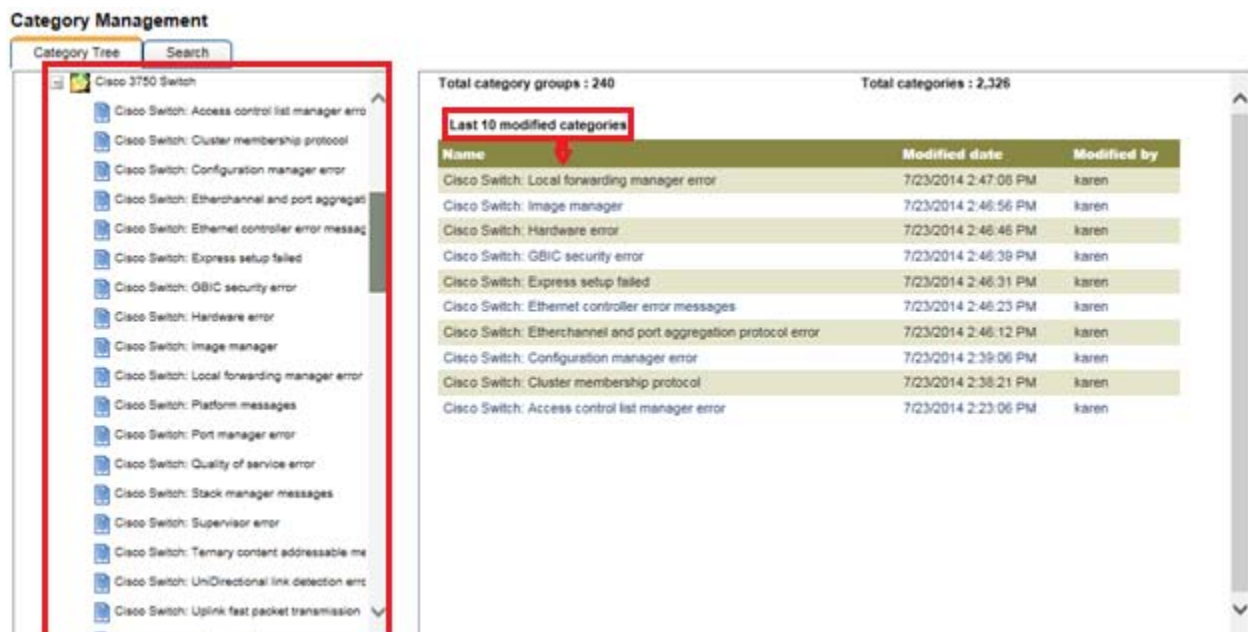 Category Management
Category Tree
Search
Cisco 3750 Switch
Cisco Switch: Access control list manager erro
Cisco Switch: Cluster membership protocol
Cisco Switch: Configuration manager error
Cisco Switch: Etherchannel and port aggregati
Cisco Switch: Ethernet controller error messag
Cisco Switch: Express setup failed
Cisco Switch: GBIC security error
Cisco Switch: Hardware error
Cisco Switch: Image manager
Cisco Switch: Local forwarding manager error
Cisco Switch: Platform messages
Cisco Switch: Port manager error
Cisco Switch: Quality of service error
Cisco Switch: Stack manager messages
Cisco Switch: Supervisor error
Cisco Switch: Ternary content addressable me
Cisco Switch: UniDirectional link detection erro
Cisco Switch: Uplink fast packet transmission
Total category groups : 240 Total categories : 2,326
Last 10 modified categories
Name Modified date Modified by
Cisco Switch: Local forwarding manager error 7/23/2014 2:47:06 PM karen
Cisco Switch: Image manager 7/23/2014 2:46:56 PM karen
Cisco Switch: Hardware error 7/23/2014 2:46:46 PM karen
Cisco Switch: GBIC security error 7/23/2014 2:46:39 PM karen
Cisco Switch: Express setup failed 7/23/2014 2:46:31 PM karen
Cisco Switch: Ethernet controller error messages 7/23/2014 2:46:23 PM karen
Cisco Switch: Etherchannel and port aggregation protocol error 7/23/2014 2:46:12 PM karen
Cisco Switch: Configuration manager error 7/23/2014 2:39:06 PM karen
Cisco Switch: Cluster membership protocol 7/23/2014 2:38:21 PM karen
Cisco Switch: Access control list manager error 7/23/2014 2:23:06 PM karen